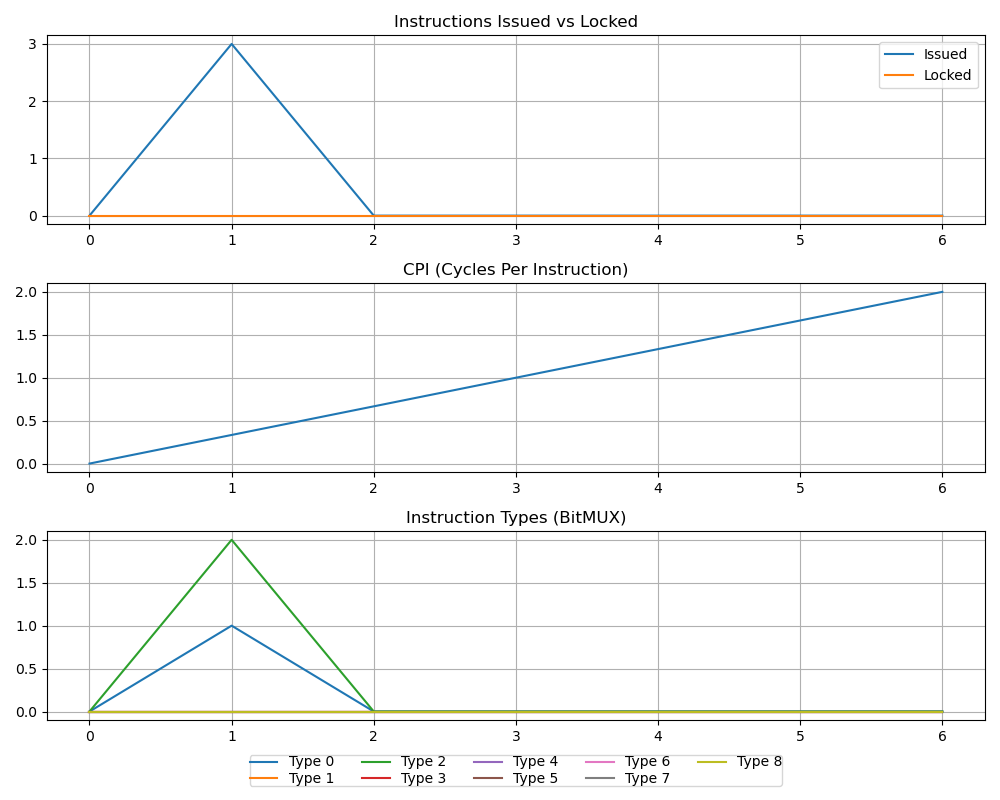 Instructions Issued vs Locked
3
2
1
0
Issued
Locked
0 1 2 3 4 5 6
CPI (Cycles Per Instruction)
2.0
1.5
1.0
0.5
0.0
0 1 2 3 4 5 6
Instruction Types (BitMUX)
2.0
1.5
1.0
0.5
0.0
0 1 2 3 4 5 6
Type 0 Type 2 Type 4 Type 6 Type 8
Type 1 Type 3 Type 5 Type 7